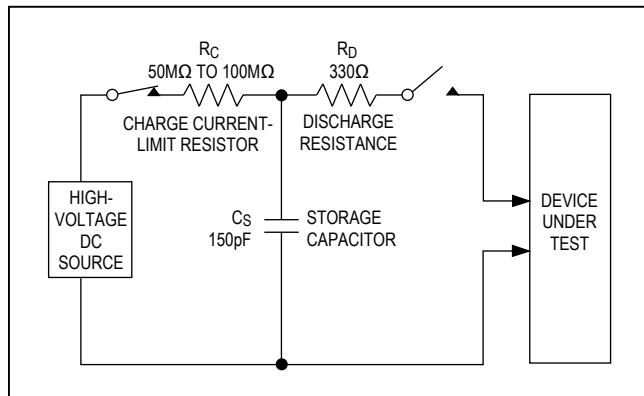 RC
50MΩ TO 100MΩ
CHARGE CURRENT-
LIMIT RESISTOR
RD
330Ω
DISCHARGE
RESISTANCE
HIGH-
VOLTAGE
DC
SOURCE
CS
150pF
STORAGE
CAPACITOR
DEVICE
UNDER
TEST